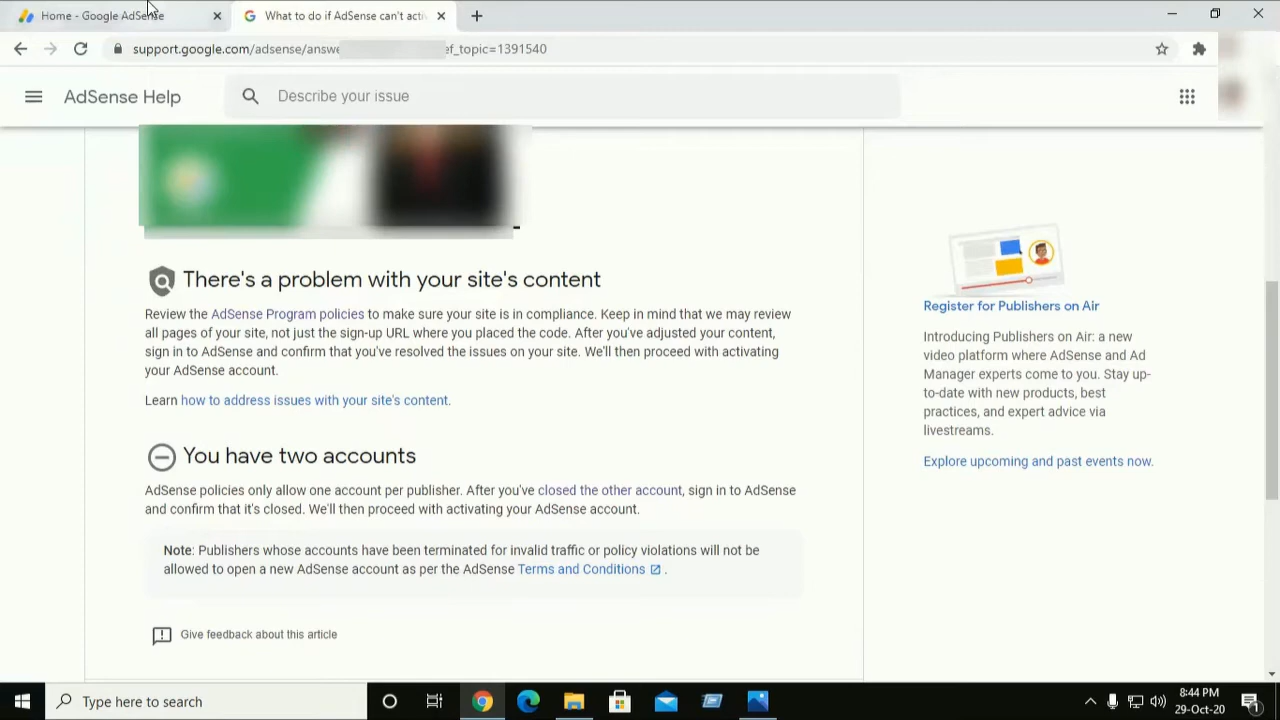 Home - Google AdSense
What to do if AdSense can't acti
support.google.com/adsense/answe
ef_topic=1391540
AdSense Help
Describe your issue
There's a problem with your site's content
Review the AdSense Program policies to make sure your site is in compliance. Keep in mind that we may review
all pages of your site, not just the sign-up URL where you placed the code. After you've adjusted your content,
sign in to AdSense and confirm that you've resolved the issues on your site. We'll then proceed with activating
your AdSense account.
Learn how to address issues with your site's content.
You have two accounts
AdSense policies only allow one account per publisher. After you've closed the other account, sign in to AdSense
and confirm that it's closed. We'll then proceed with activating your AdSense account.
Note: Publishers whose accounts have been terminated for invalid traffic or policy violations will not be
allowed to open a new AdSense account as per the AdSense Terms and Conditions .
Give feedback about this article
Register for Publishers on Air
Introducing Publishers on Air: a new
video platform where AdSense and Ad
Manager experts come to you. Stay up-
to-date with new products, best
practices, and expert advice via
livestreams.
Explore upcoming and past events now.
Type here to search
8:44 PM
29-Oct-20
1